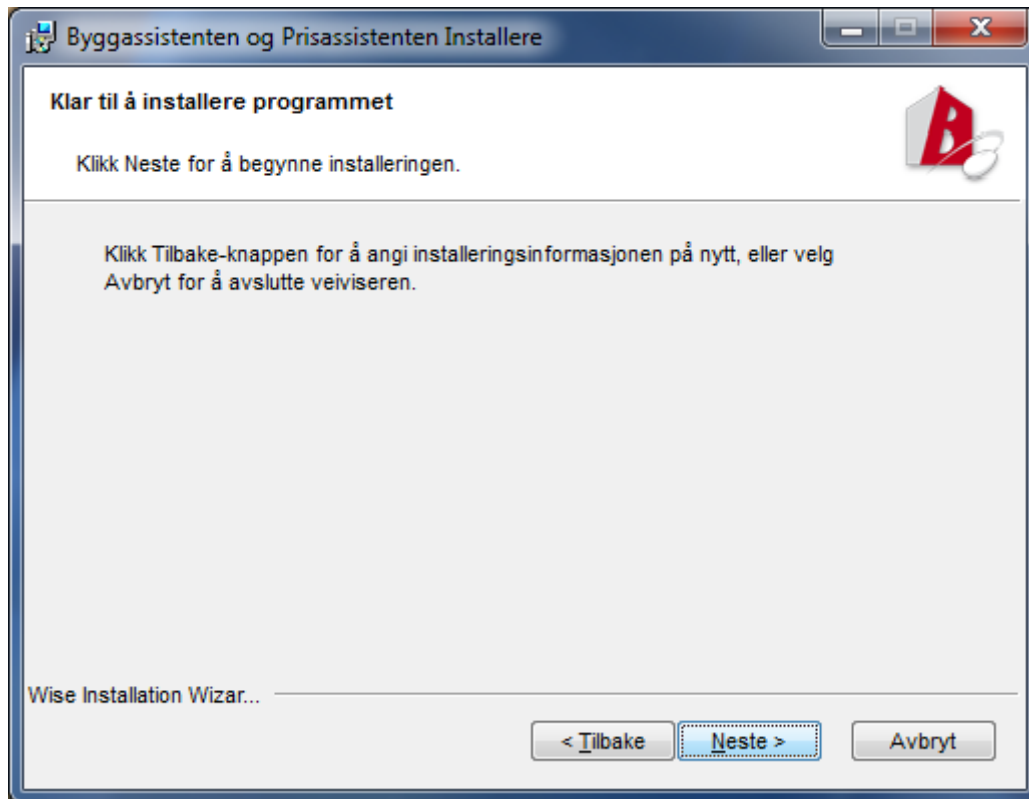 Byggassistenten og Prisassistenten Installere
Klar til å installere programmet
Klikk Neste for å begynne installeringen.
B
Klikk Tilbake-knappen for å angi installeringsinformasjonen på nytt, eller velg
Avbryt for å avslutte veiviseren.
Wise Installation Wizar...
< Tilbake
Neste >
Avbryt